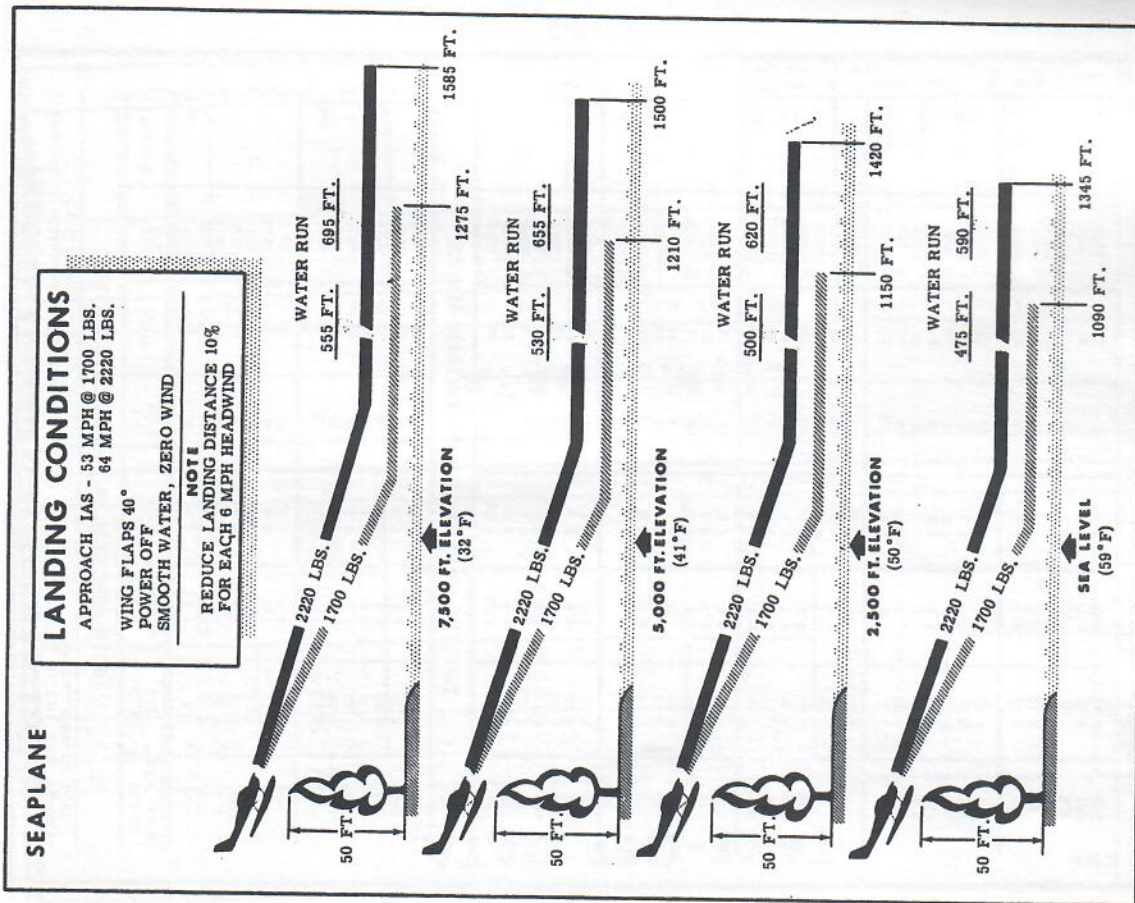 SEAPLANE
LANDING CONDITIONS
APPROACH IAS - 53 MPH @ 1700 LBS.
64 MPH @ 2220 LBS.
WING FLAPS 40°
POWER OFF
SMOOTH WATER, ZERO WIND
NOTE
REDUCE LANDING DISTANCE 10%
FOR EACH 6 MPH HEADWIND
WATER RUN
555 FT. 695 FT.
2220 LBS.
1700 LBS.
50 FT.
7,500 FT. ELEVATION
(32°F)
1275 FT.
1585 FT.
WATER RUN
530 FT. 655 FT.
2220 LBS.
1700 LBS.
50 FT.
5,000 FT. ELEVATION
(41°F)
1210 FT.
1500 FT.
WATER RUN
500 FT. 620 FT.
2220 LBS.
1700 LBS.
50 FT.
2,500 FT. ELEVATION
(50°F)
1150 FT.
1420 FT.
WATER RUN
475 FT. 590 FT.
2220 LBS.
1700 LBS.
50 FT.
SEA LEVEL
(59°F)
1090 FT.
1345 FT.